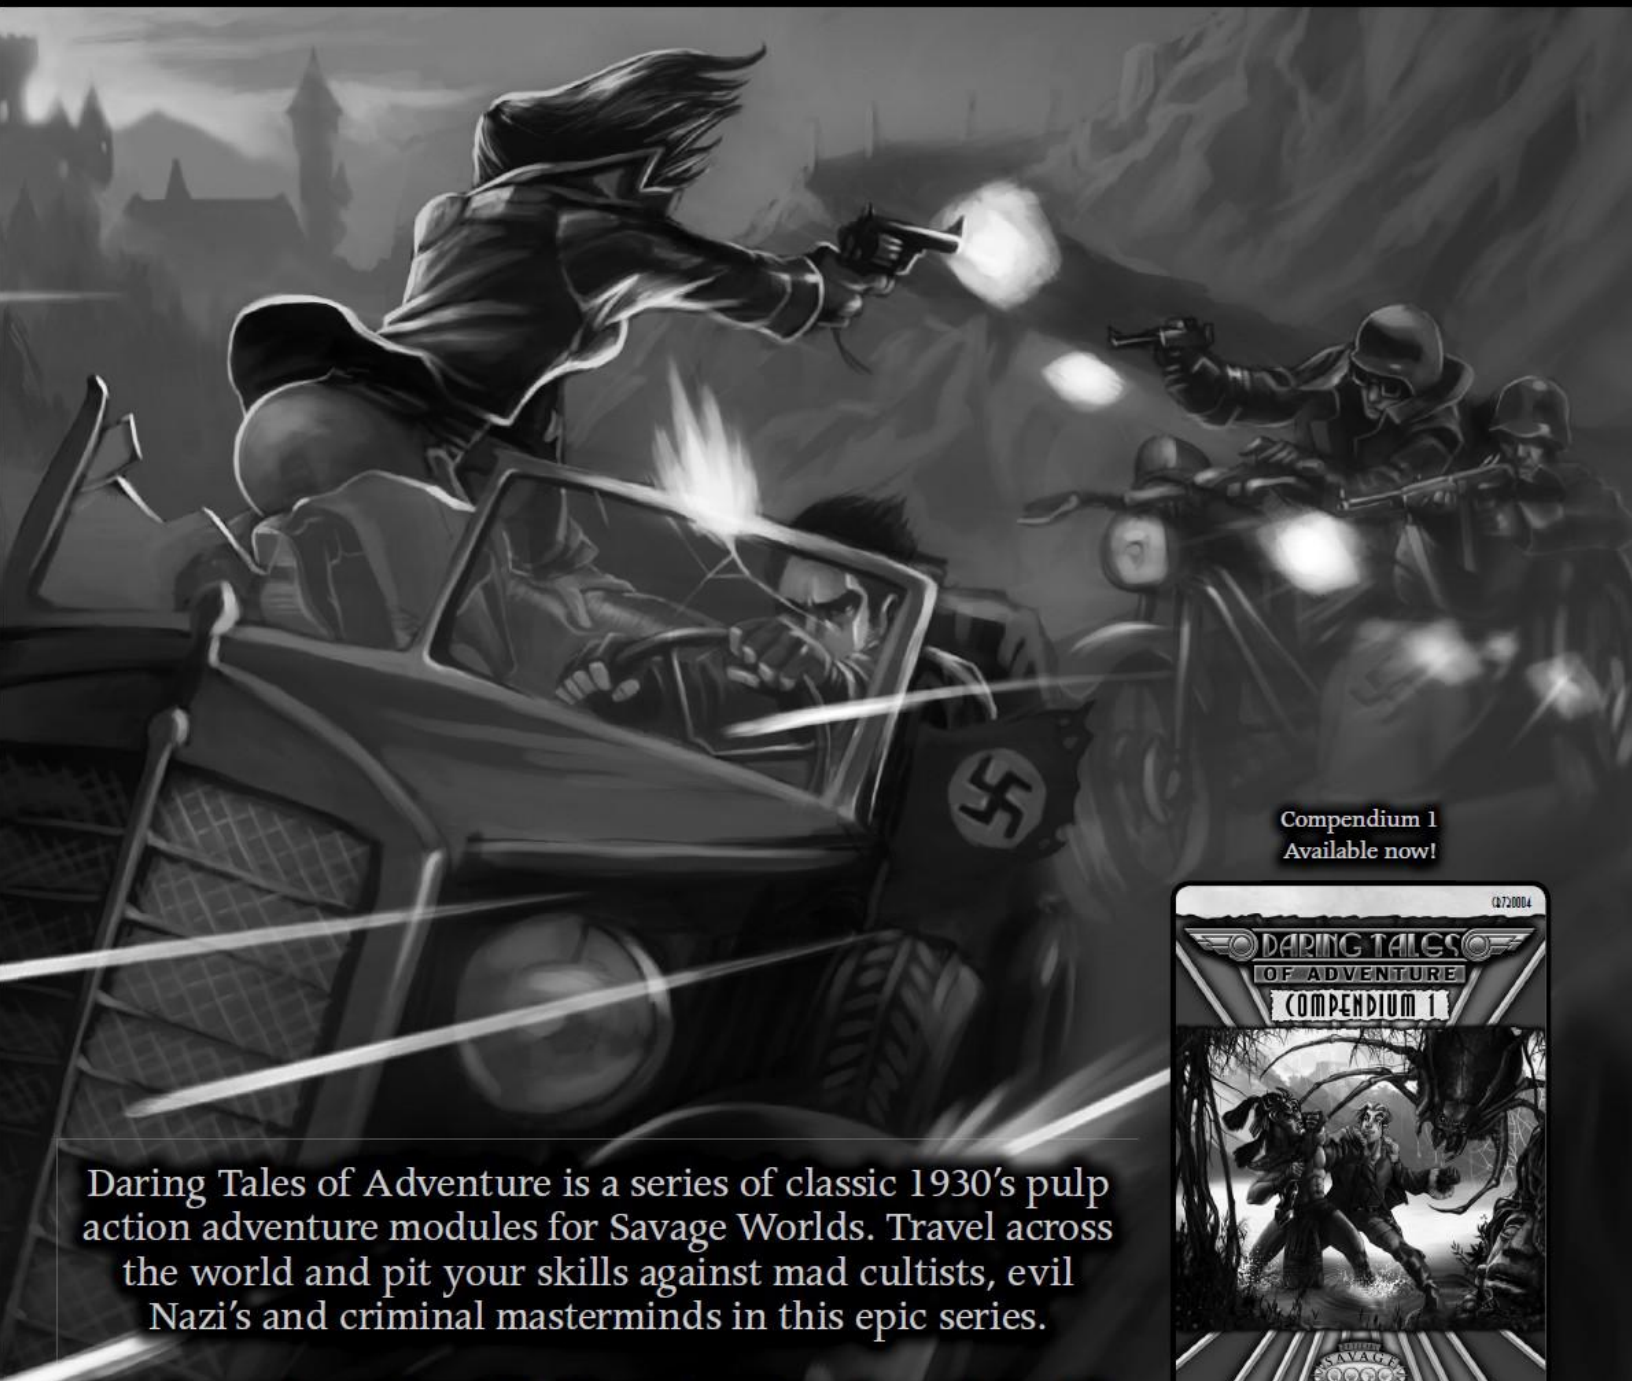 Compendium 1
Available now!
CB720004
DARING TALES
OF ADVENTURE
COMPENDIUM 1
Daring Tales of Adventure is a series of classic 1930's pulp
action adventure modules for Savage Worlds. Travel across
the world and pit your skills against mad cultists, evil
Nazi's and criminal masterminds in this epic series.
SAVAGE